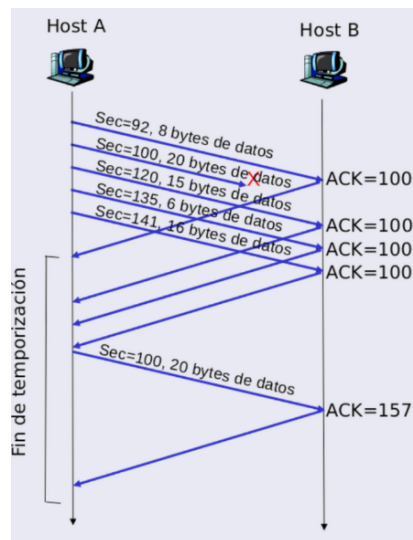 Host A
Host B
Sec=92, 8 bytes de datos
Sec=100, 20 bytes de datos
X
Sec=120, 15 bytes de datos
Sec=135, 6 bytes de datos
Sec=141, 16 bytes de datos
ACK=100
ACK=100
ACK=100
ACK=100
Fin de temporización
Sec=100, 20 bytes de datos
ACK=157